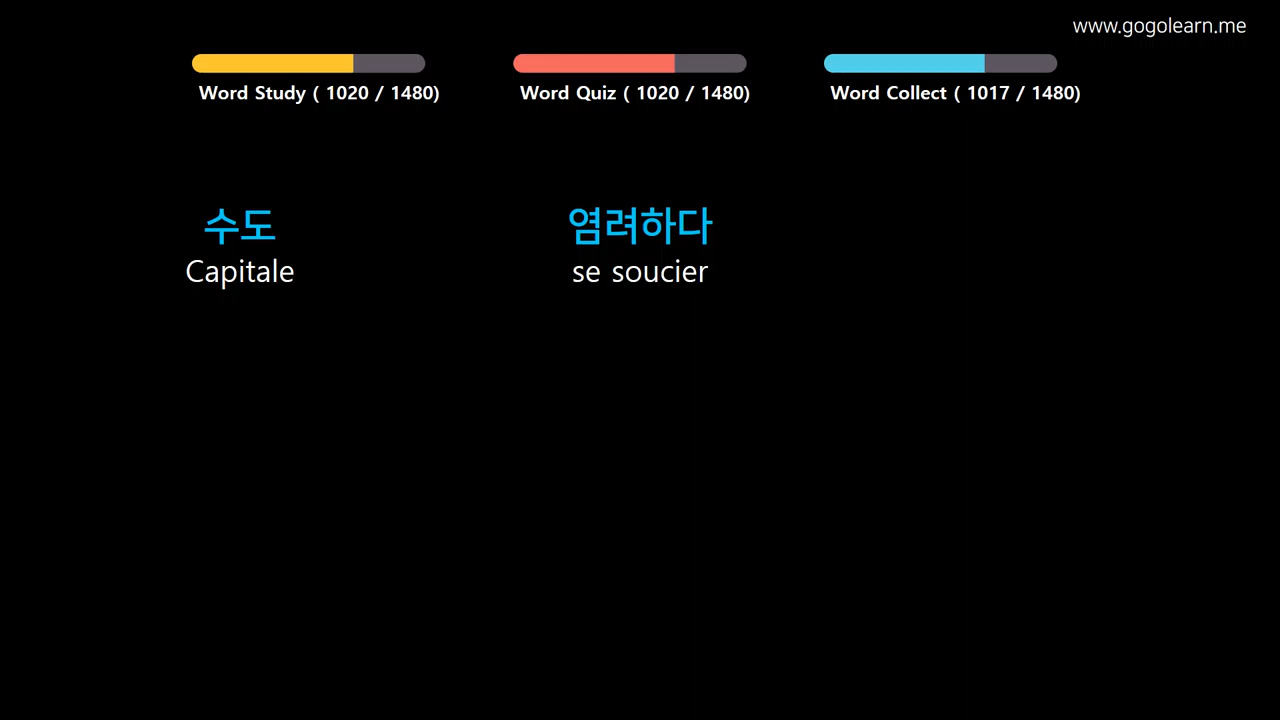 www.gogolearn.me
Word Study ( 1020 / 1480)
Word Quiz ( 1020 / 1480)
Word Collect ( 1017 / 1480)
수도
Capitale
염려하다
se soucier